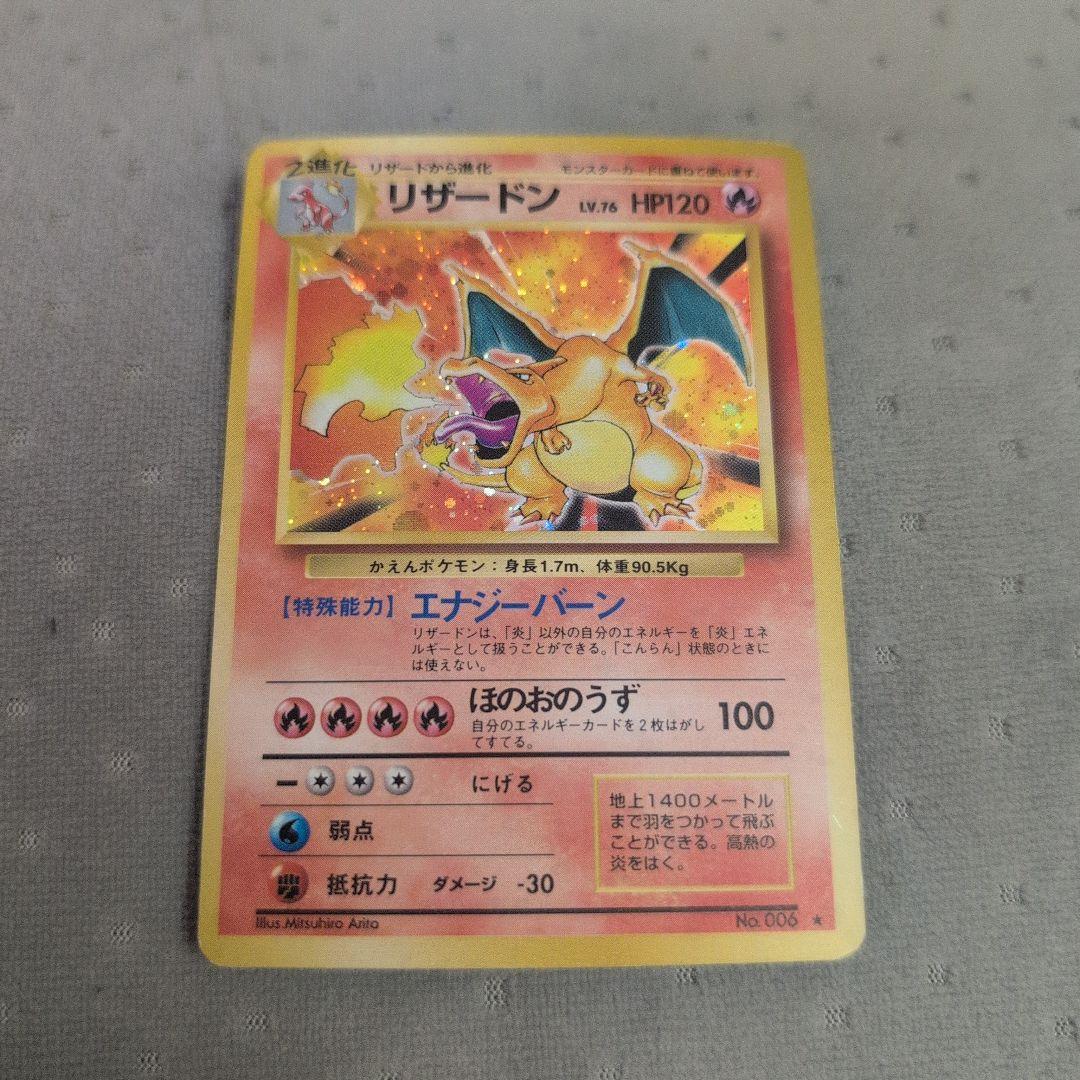 2進化 リザードから進化 モンスターカードに重ねて使います。
リザードン LV.76 HP120
かえんポケモン：身長1.7m、体重90.5Kg
【特殊能力】 エナジーバーン
リザードンは、「炎」以外の自分のエネルギーを「炎」エネ
ルギーとして扱うことができる。「こんらん」状態のときに
は使えない。
ほのおのうず 100
自分のエネルギーカードを2枚はがし
てすてる。
にげる
弱点
抵抗力 ダメージ -30
地上1400メートル
まで羽をつかって飛ぶ
ことができる。高熱の
炎をはく。
Illus.Mitsuhiro Arita
No. 006 ★